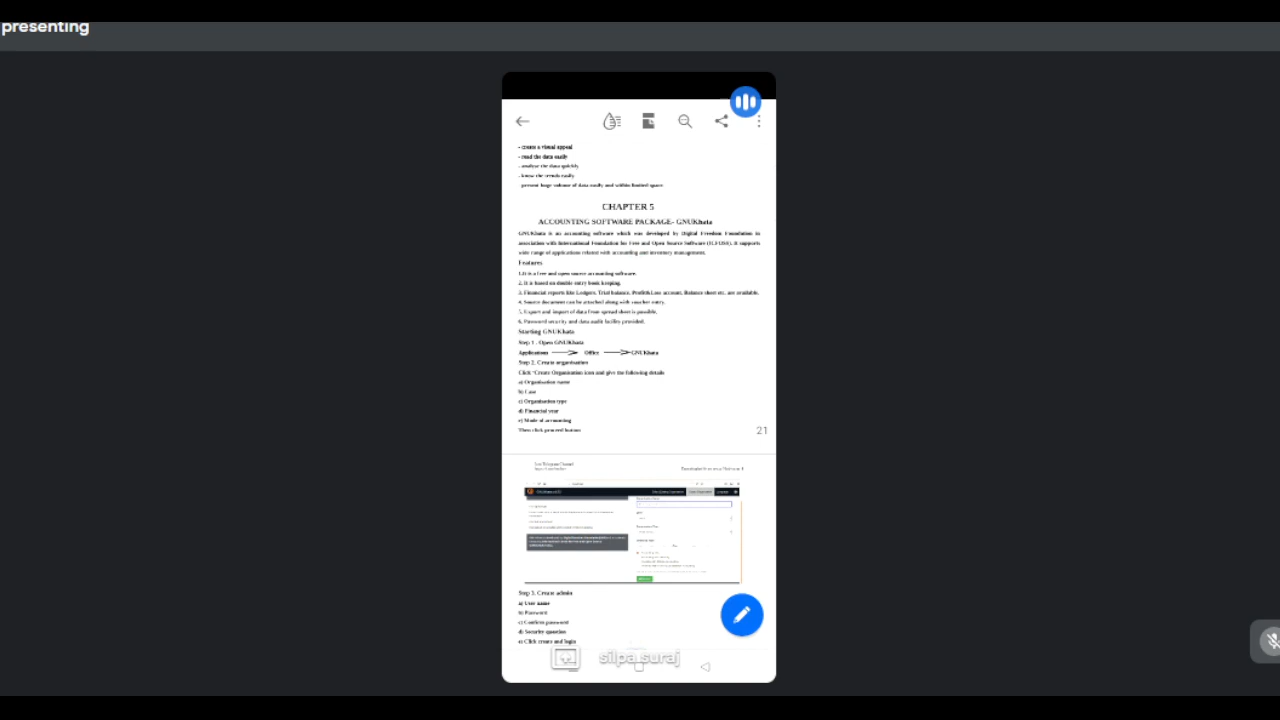 presenting
- create a visual appeal
- read the data easily
- analyse the data quickly
- know the trends easily
present huge volume of data easily and within limited space
CHAPTER 5
ACCOUNTING SOFTWARE PACKAGE- GNUKhata
GNUKhata is an accounting software which was developed by Digital Freedom Foundation in
association with International Foundation for Free and Open Source Software (ICFOSS). It supports
wide range of applications related with accounting and inventory management.
Features
1.It is a free and open source accounting software.
2. It is based on double entry book keeping.
3. Financial reports like Ledgers, Trial balance, Profit&Loss account, Balance sheet etc. are available.
4. Source document can be attached along with voucher entry.
5. Export and import of data from spread sheet is possible.
6. Password security and data audit facility provided.
Starting GNUKhata
Step 1 - Open GNUKhata
Applications Office GNUKhata
Step 2. Create organisation
Click "Create Organisation icon and give the following details
a) Organisation name
b) Case
c) Organisation type
d) Financial year
e) Mode of accounting
Then click proceed button
21
Step 3. Create admin
a) User name
b) Password
c) Confirm password
d) Security question
e) Click create and login
silpa suraj